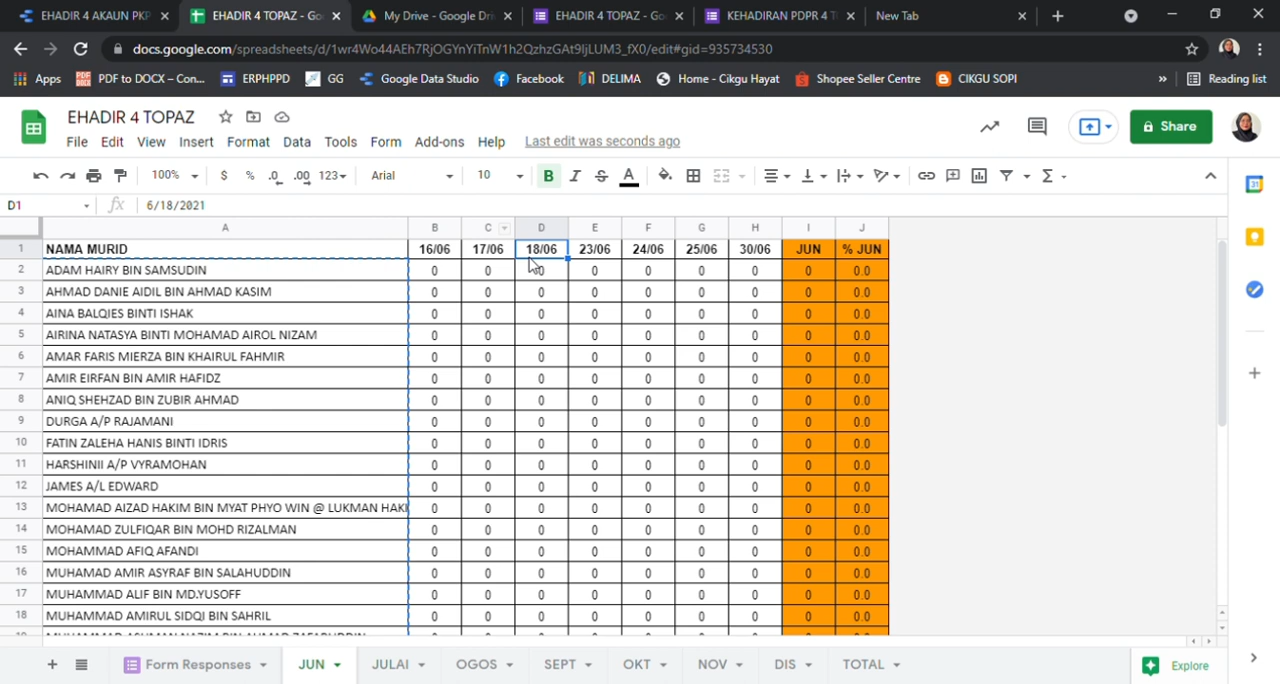 EHADIR 4 AKAUN PKP
EHADIR 4 TOPAZ - Goo
My Drive - Google Dri
EHADIR 4 TOPAZ - Go
KEHADIRAN PDPR 4 T
New Tab
docs.google.com/spreadsheets/d/1wr4Wo44AEh7RjOGYnYiTnW1h2QzhzGAt9IjLUM3_fX0/edit#gid=935734530
Apps
PDF to DOCX – Con...
ERPHPPD
GG
Google Data Studio
Facebook
DELIMA
Home - Cikgu Hayat
Shopee Seller Centre
CIKGU SOPI
»
Reading list
EHADIR 4 TOPAZ
File Edit View Insert Format Data Tools Form Add-ons Help Last edit was seconds ago
Share
100% $ % .0 .00 123 Arial 10 B I S A
D1 fx 6/18/2021
A B C D E F G H I J
1 NAMA MURID 16/06 17/06 18/06 23/06 24/06 25/06 30/06 JUN % JUN
2 ADAM HAIRY BIN SAMSUDIN 0 0 0 0 0 0 0 0 0.0
3 AHMAD DANIE AIDIL BIN AHMAD KASIM 0 0 0 0 0 0 0 0 0.0
4 AINA BALQIES BINTI ISHAK 0 0 0 0 0 0 0 0 0.0
5 AIRINA NATASYA BINTI MOHAMAD AIROL NIZAM 0 0 0 0 0 0 0 0 0.0
6 AMAR FARIS MIERZA BIN KHAIRUL FAHMIR 0 0 0 0 0 0 0 0 0.0
7 AMIR EIRFAN BIN AMIR HAFIDZ 0 0 0 0 0 0 0 0 0.0
8 ANIQ SHEHZAD BIN ZUBIR AHMAD 0 0 0 0 0 0 0 0 0.0
9 DURGA A/P RAJAMANI 0 0 0 0 0 0 0 0 0.0
10 FATIN ZALEHA HANIS BINTI IDRIS 0 0 0 0 0 0 0 0 0.0
11 HARSHINII A/P VYRAMOHAN 0 0 0 0 0 0 0 0 0.0
12 JAMES A/L EDWARD 0 0 0 0 0 0 0 0 0.0
13 MOHAMAD AIZAD HAKIM BIN MYAT PHYO WIN @ LUKMAN HAKI 0 0 0 0 0 0 0 0 0.0
14 MOHAMAD ZULFIQAR BIN MOHD RIZALMAN 0 0 0 0 0 0 0 0 0.0
15 MOHAMMAD AFIQ AFANDI 0 0 0 0 0 0 0 0 0.0
16 MUHAMAD AMIR ASYRAF BIN SALAHUDDIN 0 0 0 0 0 0 0 0 0.0
17 MUHAMMAD ALIF BIN MD.YUSOFF 0 0 0 0 0 0 0 0 0.0
18 MUHAMMAD AMIRUL SIDQI BIN SAHRIL 0 0 0 0 0 0 0 0 0.0
Form Responses JUN JULAI OGOS SEPT OKT NOV DIS TOTAL Explore